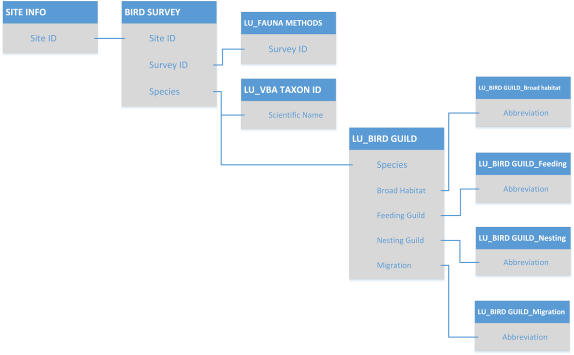 SITE INFO
Site ID
BIRD SURVEY
Site ID
Survey ID
Species
LU_FAUNA METHODS
Survey ID
LU_VBA TAXON ID
Scientific Name
LU_BIRD GUILD
Species
Broad Habitat
Feeding Guild
Nesting Guild
Migration
LU_BIRD GUILD_Broad habitat
Abbreviation
LU_BIRD GUILD_Feeding
Abbreviation
LU_BIRD GUILD_Nesting
Abbreviation
LU_BIRD GUILD_Migration
Abbreviation